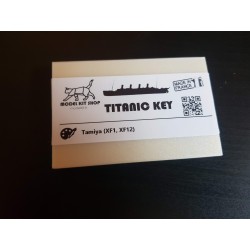 MADE IN
FRANCE
MODEL KIT SHOP
TITANIC KEY
Tamiya (XF1, XF12)